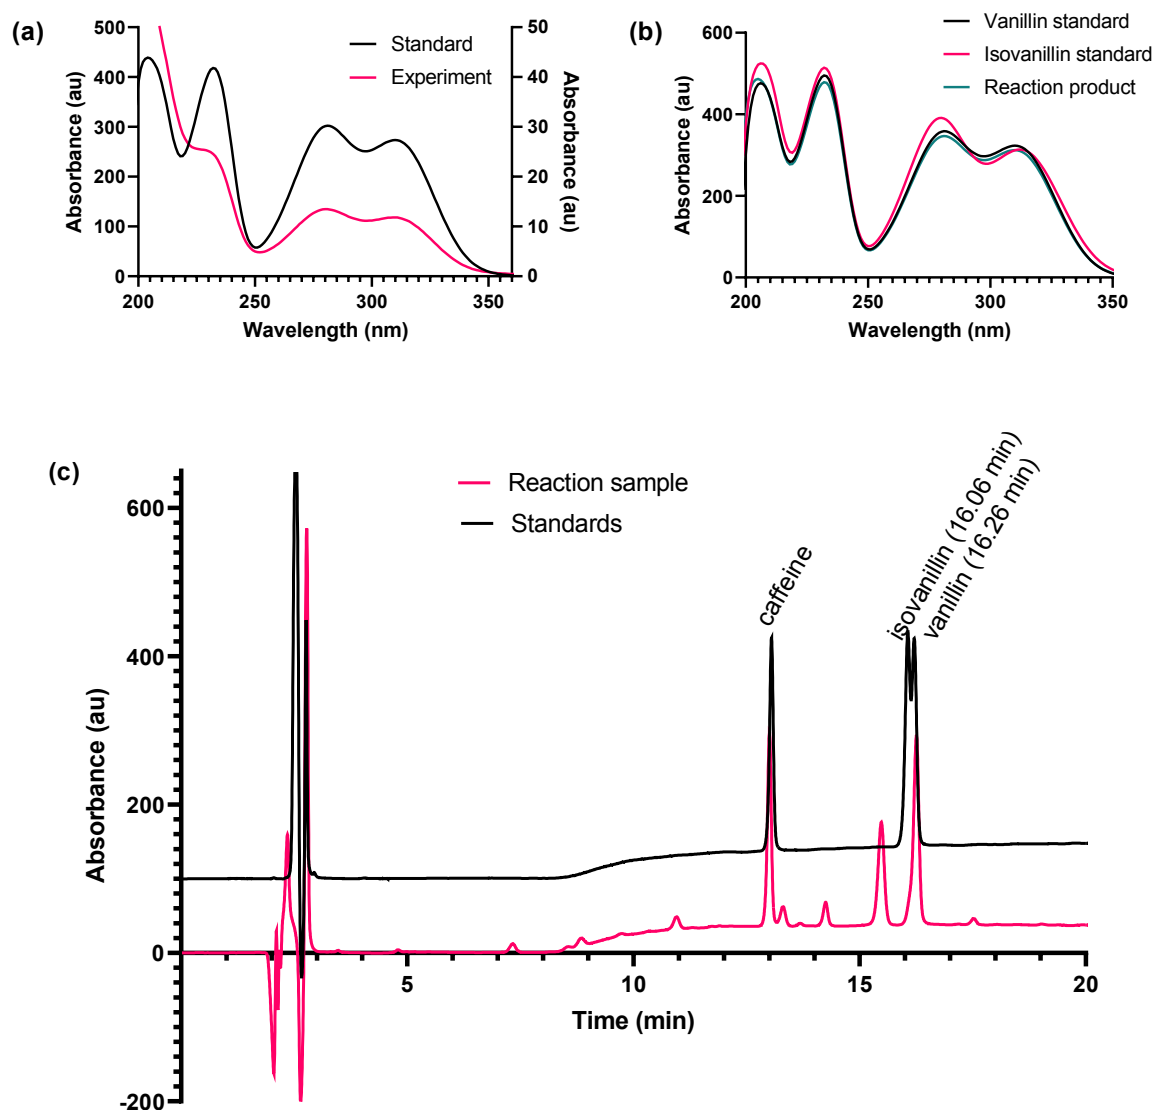 (a)
500
400
300
200
100
0
Absorbance (au)
Standard
Experiment
50
40
30
20
10
0
Absorbance (au)
200
250
300
350
Wavelength (nm)
(b)
600
400
200
0
Absorbance (au)
Vanillin standard
Isovanillin standard
Reaction product
200
250
300
350
Wavelength (nm)
(c)
Reaction sample
Standards
600
400
200
0
-200
Absorbance (au)
caffeine
isovanillin (16.06 min)
vanillin (16.26 min)
5
10
15
20
Time (min)